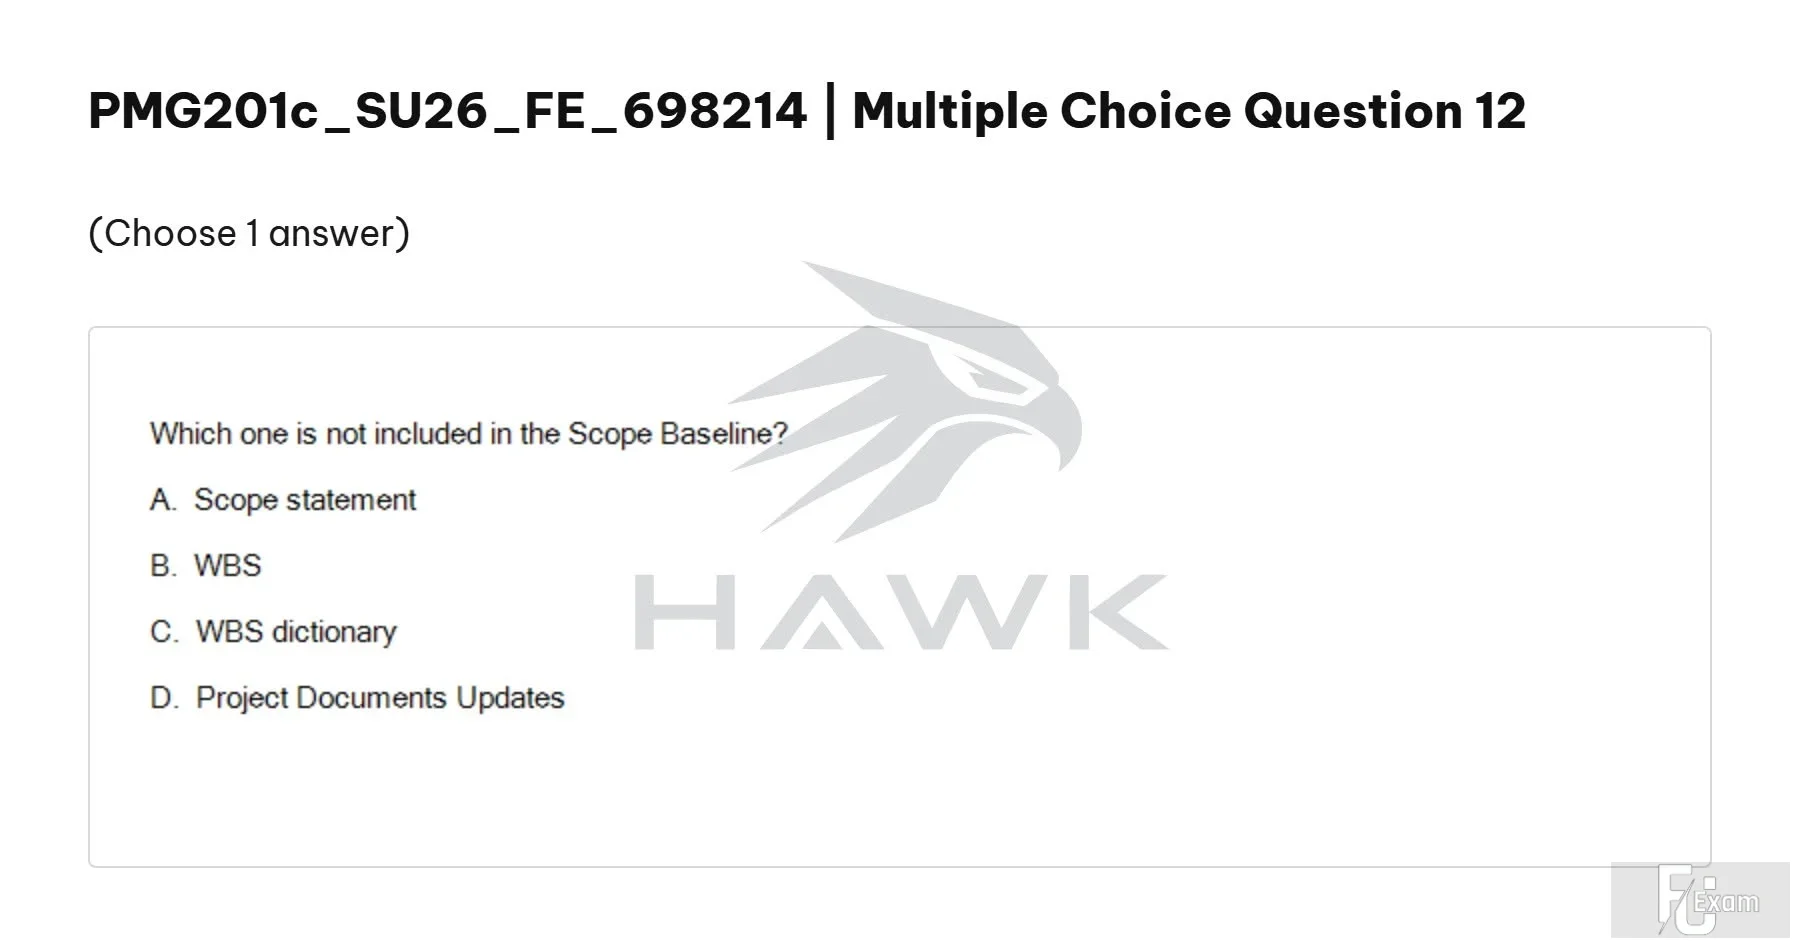 PMG201c_SU26_FE_698214 | Multiple Choice Question 12
(Choose 1 answer)
Which one is not included in the Scope Baseline?
A. Scope statement
B. WBS
C. WBS dictionary
D. Project Documents Updates
HAWK
FU Exam